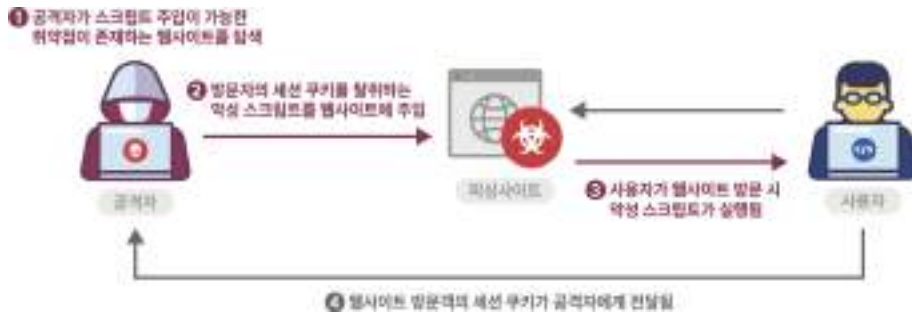 1 공격자가 스크립트 주입이 가능한
취약점이 존재하는 웹사이트를 탐색
2 방문자의 세션 쿠키를 탈취하는
악성 스크립트를 웹사이트에 주입
공격자
피싱사이트
3 사용자가 웹사이트 방문 시
악성 스크립트가 실행됨
사용자
4 웹사이트 방문객의 세션 쿠키가 공격자에게 전달됨